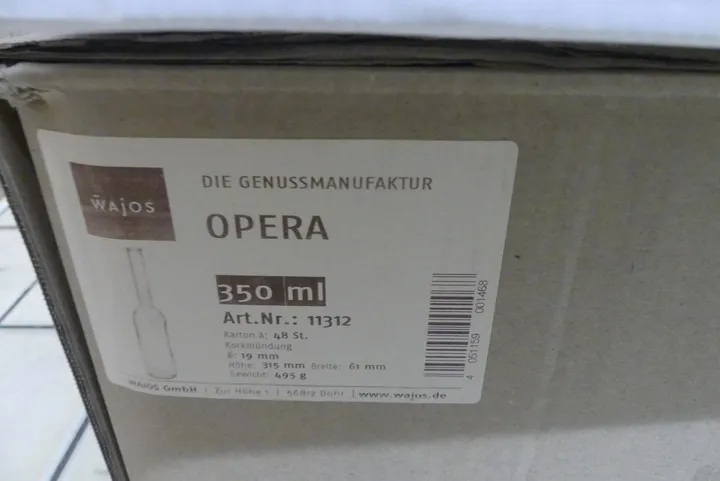 WAJOS
DIE GENUSSMANUFAKTUR
OPERA
350 ml
Art.Nr.: 11312
Karton à: 48 St.
Korkmündung
Ø: 19 mm
Höhe: 315 mm Breite: 61 mm
Gewicht: 495 g
WAJOS GmbH | Zur Höhe 1 | 56812 Dohr | www.wajos.de
4 051159 001468